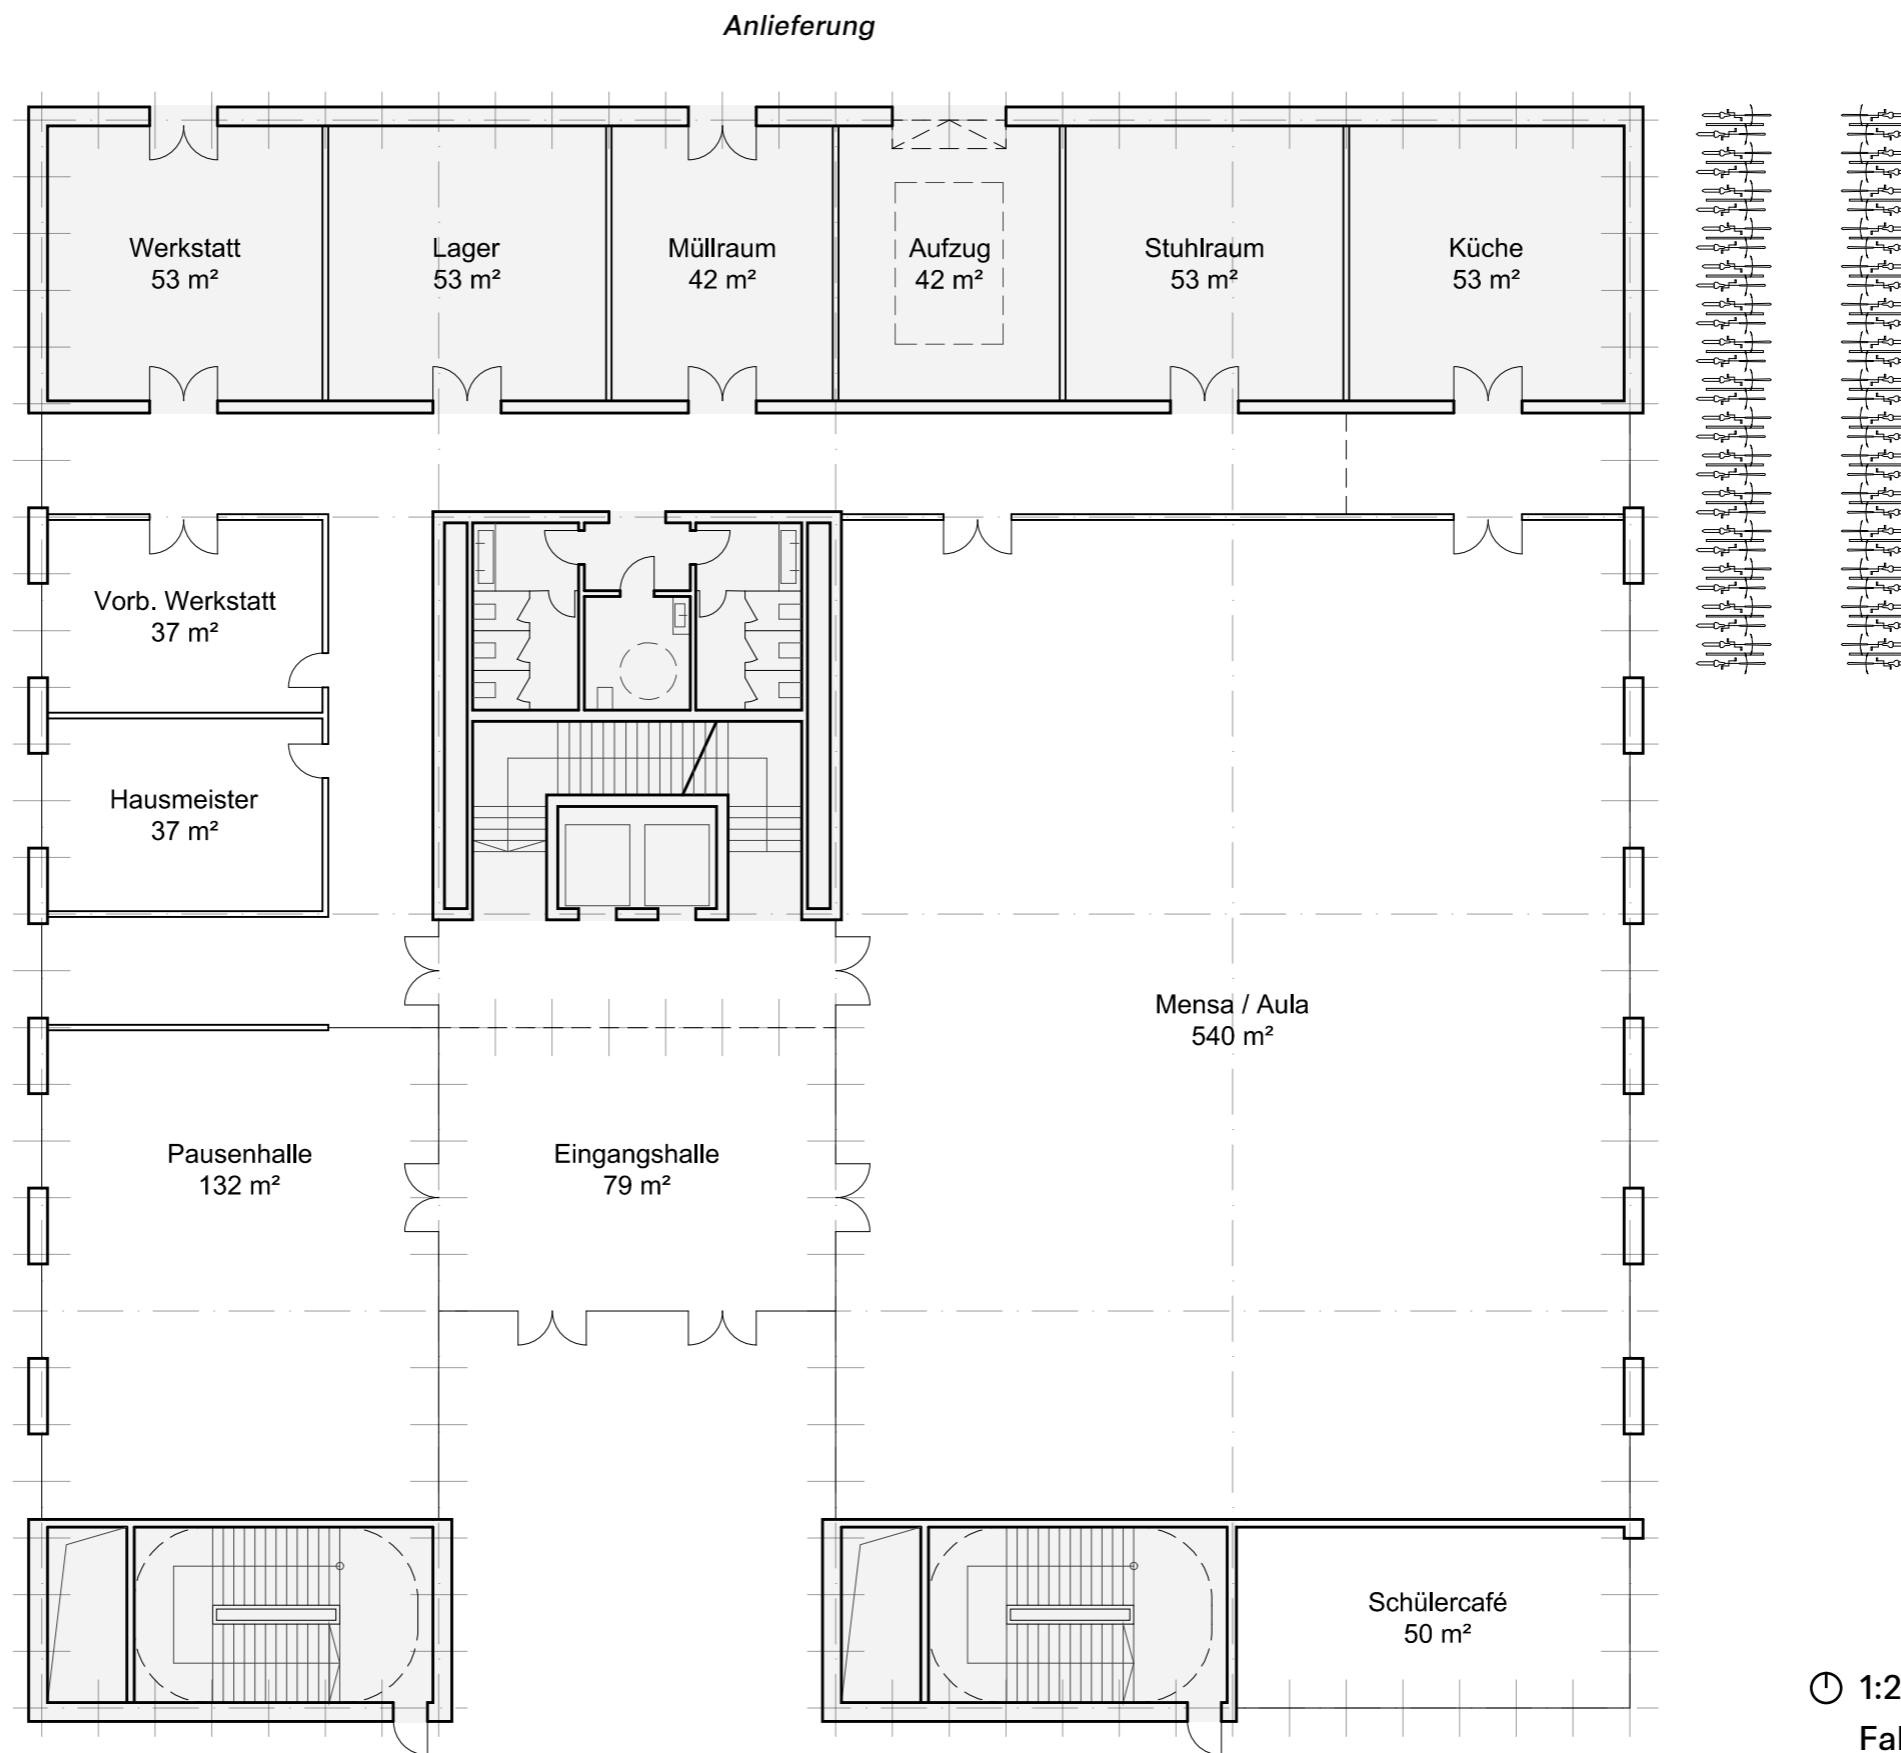 Anlieferung
Werkstatt
53 m²
Lager
53 m²
Müllraum
42 m²
Aufzug
42 m²
Stuhlraum
53 m²
Küche
53 m²
Vorb. Werkstatt
37 m²
Hausmeister
37 m²
Mensa / Aula
540 m²
Pausenhalle
132 m²
Eingangshalle
79 m²
Schülercafé
50 m²
1:2